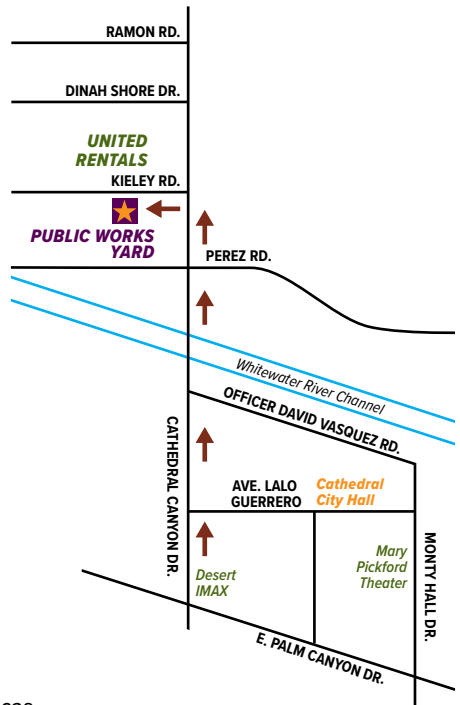 RAMON RD.
DINAH SHORE DR.
UNITED
RENTALS
KIELEY RD.
PUBLIC WORKS
YARD
PEREZ RD.
Whitewater River Channel
OFFICER DAVID VASQUEZ RD.
CATHEDRAL CANYON DR.
AVE. LALO
GUERRERO
Cathedral
City Hall
Desert
IMAX
Mary
Pickford
Theater
MONTY HALL DR.
E. PALM CANYON DR.